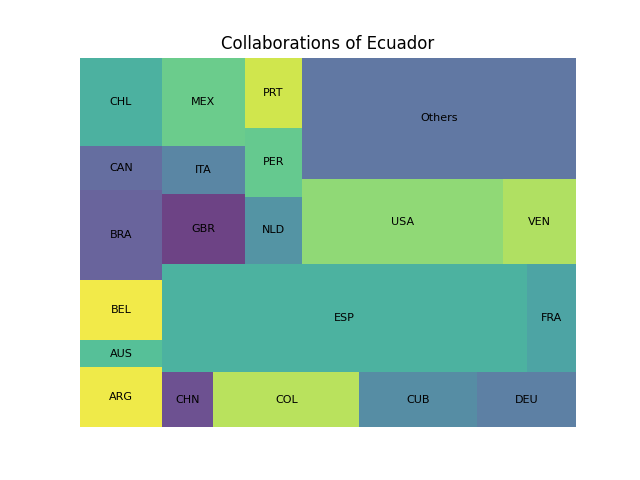 Collaborations of Ecuador
CHL
MEX
PRT
Others
PER
CAN
ITA
USA
VEN
BRA
GBR
NLD
BEL
ESP
FRA
AUS
ARG
CHN
COL
CUB
DEU